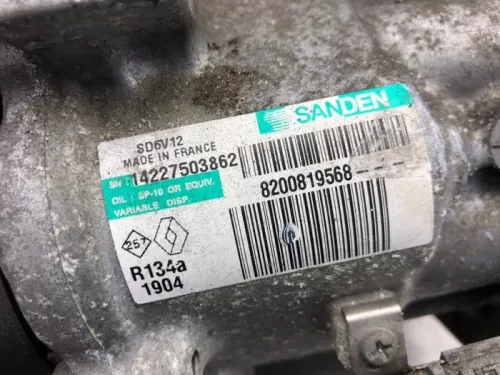 SANDEN
SD6V12
MADE IN FRANCE
SN: 14227503862
OIL : SP-10 OR EQUIV.
VARIABLE DISP.
8200819568
257
R134a
1904